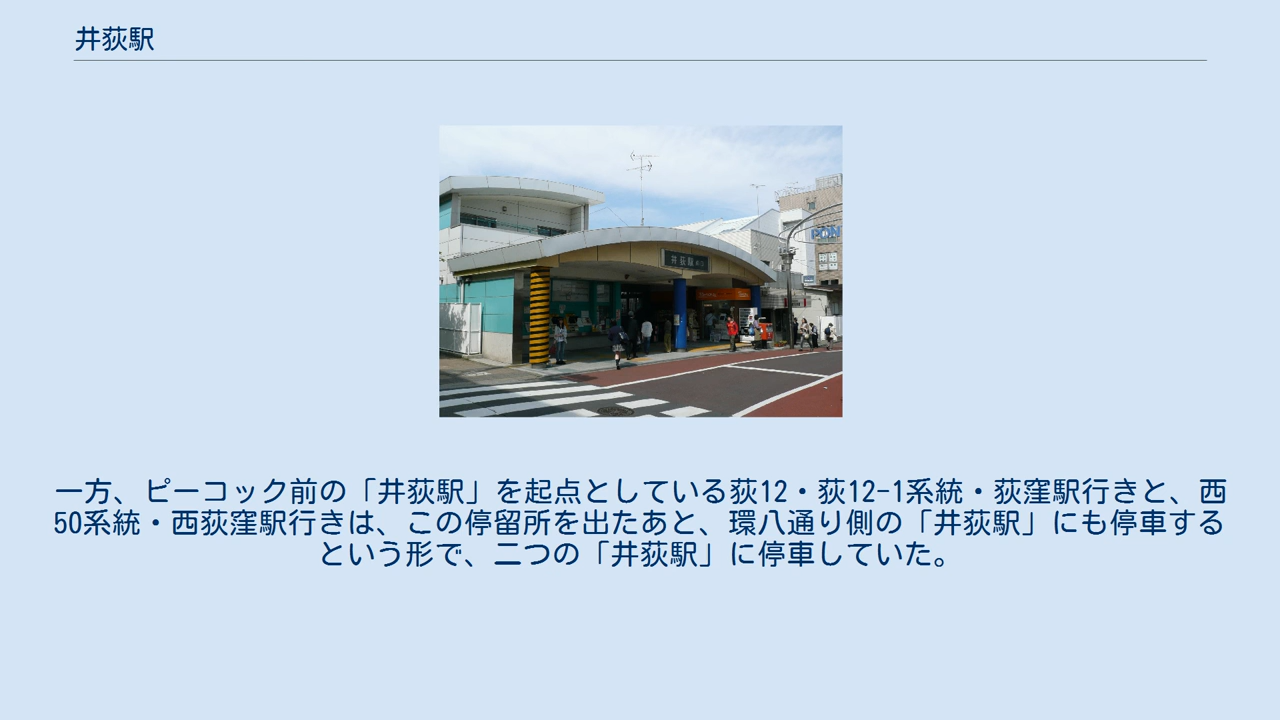 井荻駅
井荻駅
一方、ピーコック前の「井荻駅」を起点としている荻12・荻12-1系統・荻窪駅行きと、西
50系統・西荻窪駅行きは、この停留所を出たあと、環八通り側の「井荻駅」にも停車する
という形で、二つの「井荻駅」に停車していた。